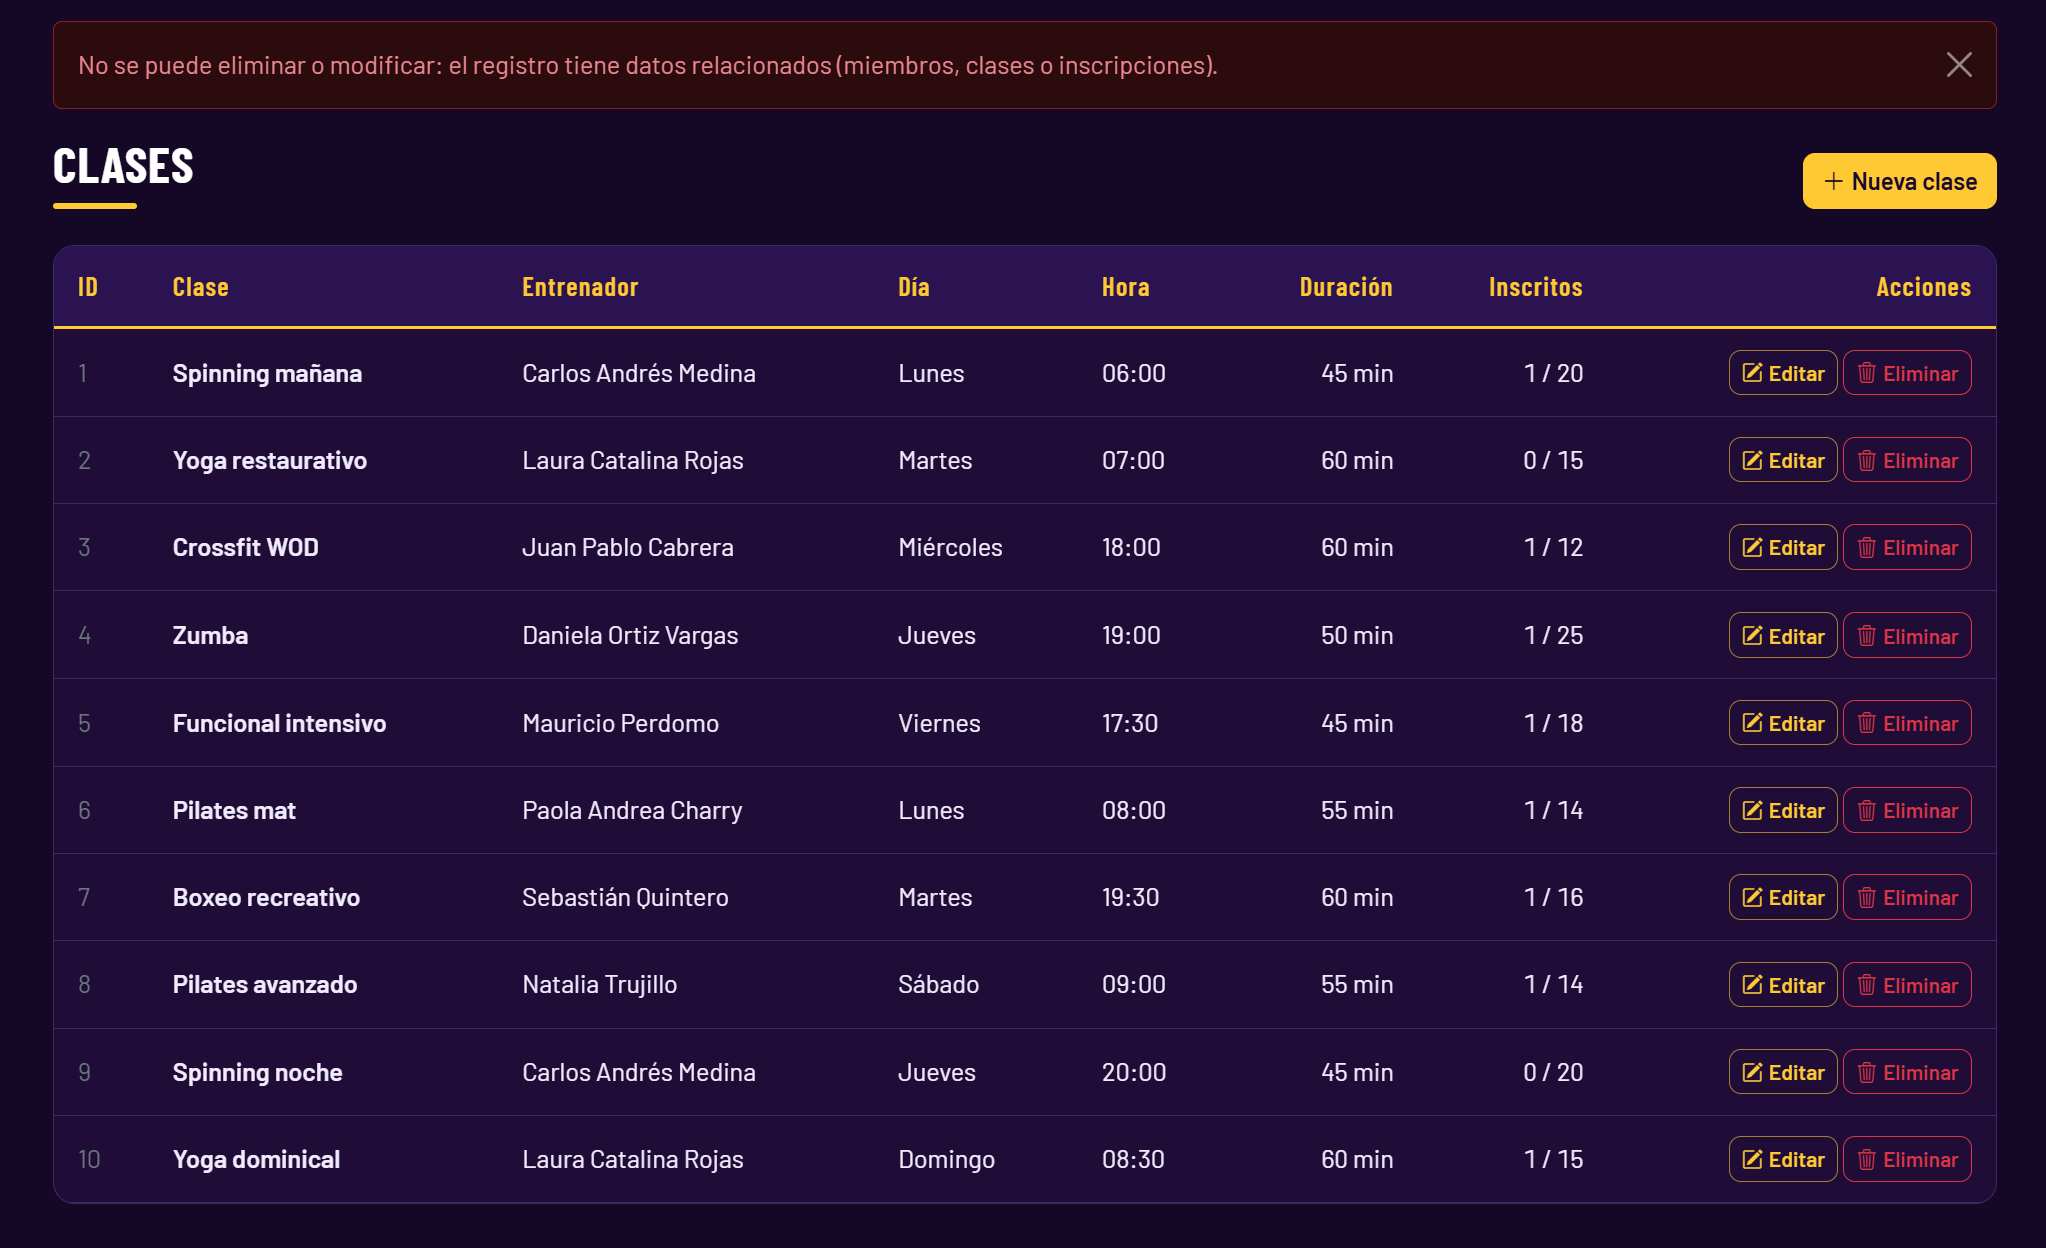 No se puede eliminar o modificar: el registro tiene datos relacionados (miembros, clases o inscripciones).
CLASES
+ Nueva clase
ID Clase Entrenador Día Hora Duración Inscritos Acciones
1 Spinning mañana Carlos Andrés Medina Lunes 06:00 45 min 1 / 20 Editar Eliminar
2 Yoga restaurativo Laura Catalina Rojas Martes 07:00 60 min 0 / 15 Editar Eliminar
3 Crossfit WOD Juan Pablo Cabrera Miércoles 18:00 60 min 1 / 12 Editar Eliminar
4 Zumba Daniela Ortiz Vargas Jueves 19:00 50 min 1 / 25 Editar Eliminar
5 Funcional intensivo Mauricio Perdomo Viernes 17:30 45 min 1 / 18 Editar Eliminar
6 Pilates mat Paola Andrea Charry Lunes 08:00 55 min 1 / 14 Editar Eliminar
7 Boxeo recreativo Sebastián Quintero Martes 19:30 60 min 1 / 16 Editar Eliminar
8 Pilates avanzado Natalia Trujillo Sábado 09:00 55 min 1 / 14 Editar Eliminar
9 Spinning noche Carlos Andrés Medina Jueves 20:00 45 min 0 / 20 Editar Eliminar
10 Yoga dominical Laura Catalina Rojas Domingo 08:30 60 min 1 / 15 Editar Eliminar